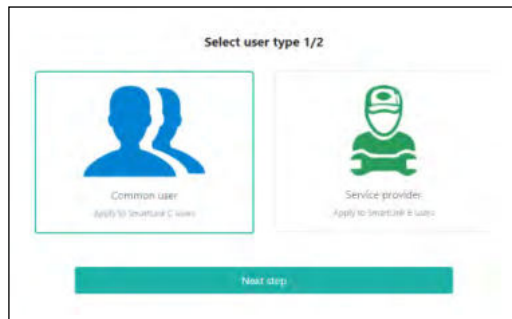 Select user type 1/2
Common user
Apply to SmartLink C users
Service provider
Apply to SmartLink B users
Next step